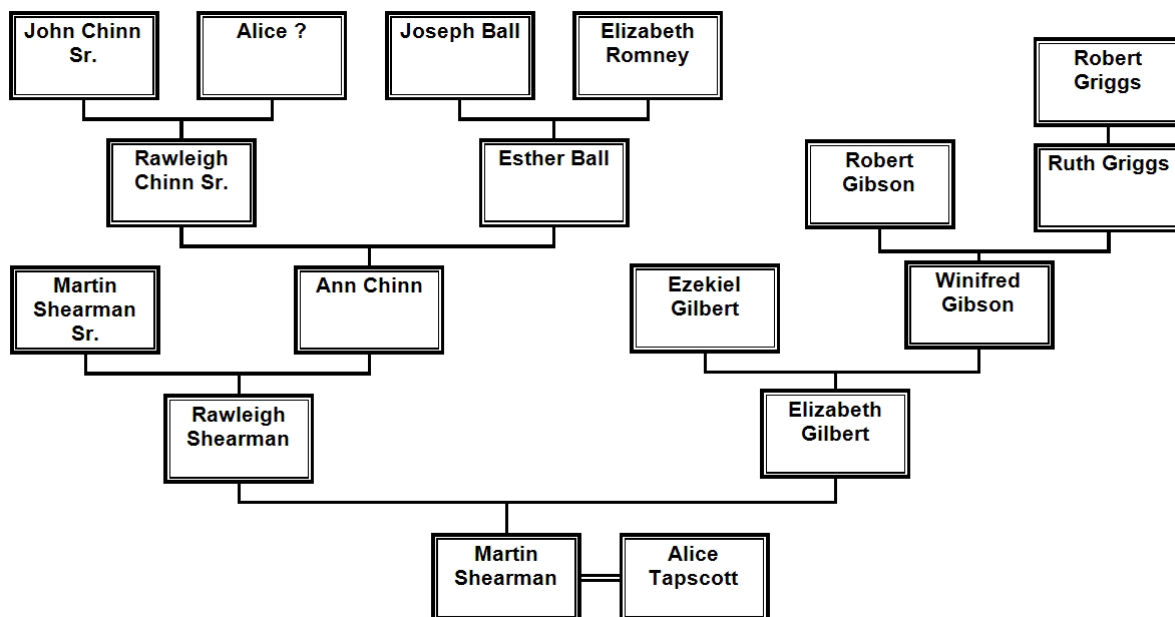 John Chinn
Sr.
Alice ?
Joseph Ball
Elizabeth
Romney
Robert
Griggs
Rawleigh
Chinn Sr.
Esther Ball
Robert
Gibson
Ruth Griggs
Martin
Shearman
Sr.
Ann Chinn
Ezekiel
Gilbert
Winifred
Gibson
Rawleigh
Shearman
Elizabeth
Gilbert
Martin
Shearman
Alice
Tapscott